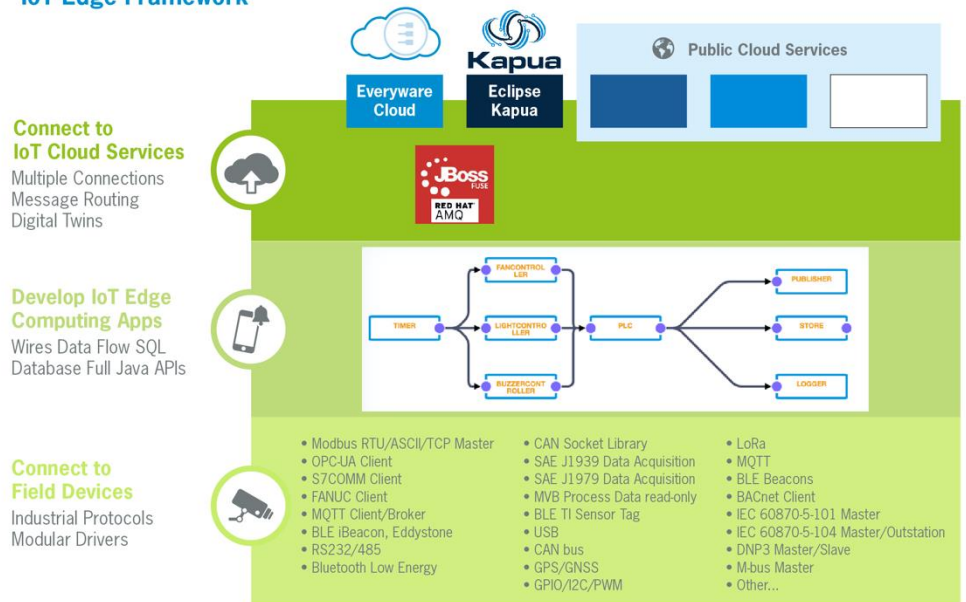 IoT Edge Framework
Kapua
Everyware
Cloud
Eclipse
Kapua
Public Cloud Services
Connect to
IoT Cloud Services
Multiple Connections
Message Routing
Digital Twins
JBoss
FUSE
RED HAT
AMQ
Develop IoT Edge
Computing Apps
Wires Data Flow SQL
Database Full Java APIs
TIMER
FANCONTROL
LER
LIGHTCONTRO
LLER
BUZZERCONT
ROLLER
PLC
PUBLISHER
STORE
LOGGER
Connect to
Field Devices
Industrial Protocols
Modular Drivers
• Modbus RTU/ASCII/TCP Master
• OPC-UA Client
• S7COMM Client
• FANUC Client
• MQTT Client/Broker
• BLE iBeacon, Eddystone
• RS232/485
• Bluetooth Low Energy
• CAN Socket Library
• SAE J1939 Data Acquisition
• SAE J1979 Data Acquisition
• MVB Process Data read-only
• BLE TI Sensor Tag
• USB
• CAN bus
• GPS/GNSS
• GPIO/I2C/PWM
• LoRa
• MQTT
• BLE Beacons
• BACnet Client
• IEC 60870-5-101 Master
• IEC 60870-5-104 Master/Outstation
• DNP3 Master/Slave
• M-bus Master
• Other...